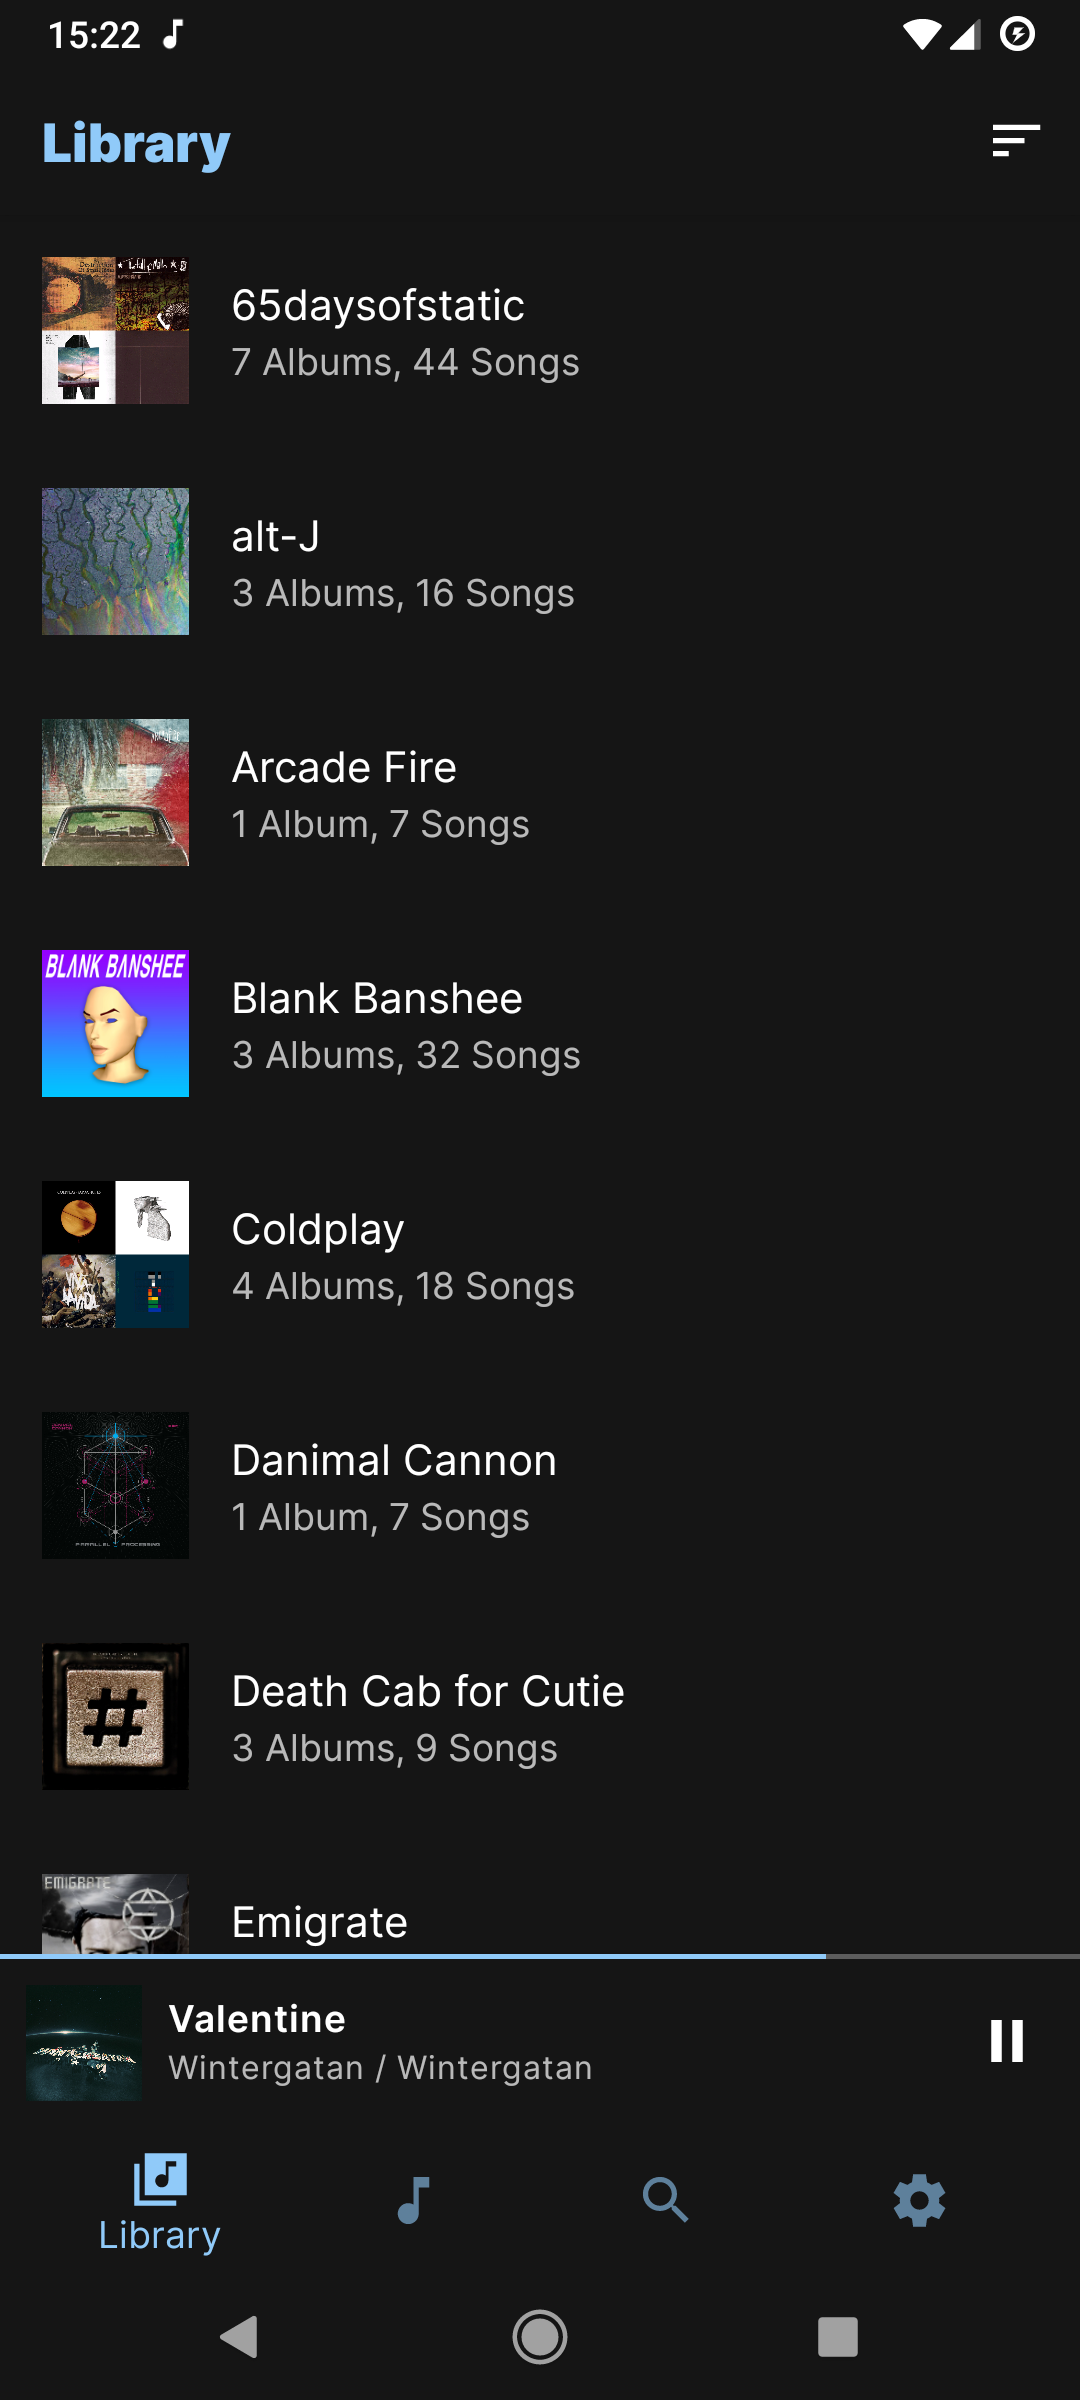 15:22
Library
65daysofstatic
7 Albums, 44 Songs
alt-J
3 Albums, 16 Songs
Arcade Fire
1 Album, 7 Songs
BLANK BANSHEE
Blank Banshee
3 Albums, 32 Songs
Coldplay
4 Albums, 18 Songs
Danimal Cannon
1 Album, 7 Songs
PARALLEL PROCESSING
#
Death Cab for Cutie
3 Albums, 9 Songs
EMIGRATE
Emigrate
Valentine
Wintergatan / Wintergatan
Library